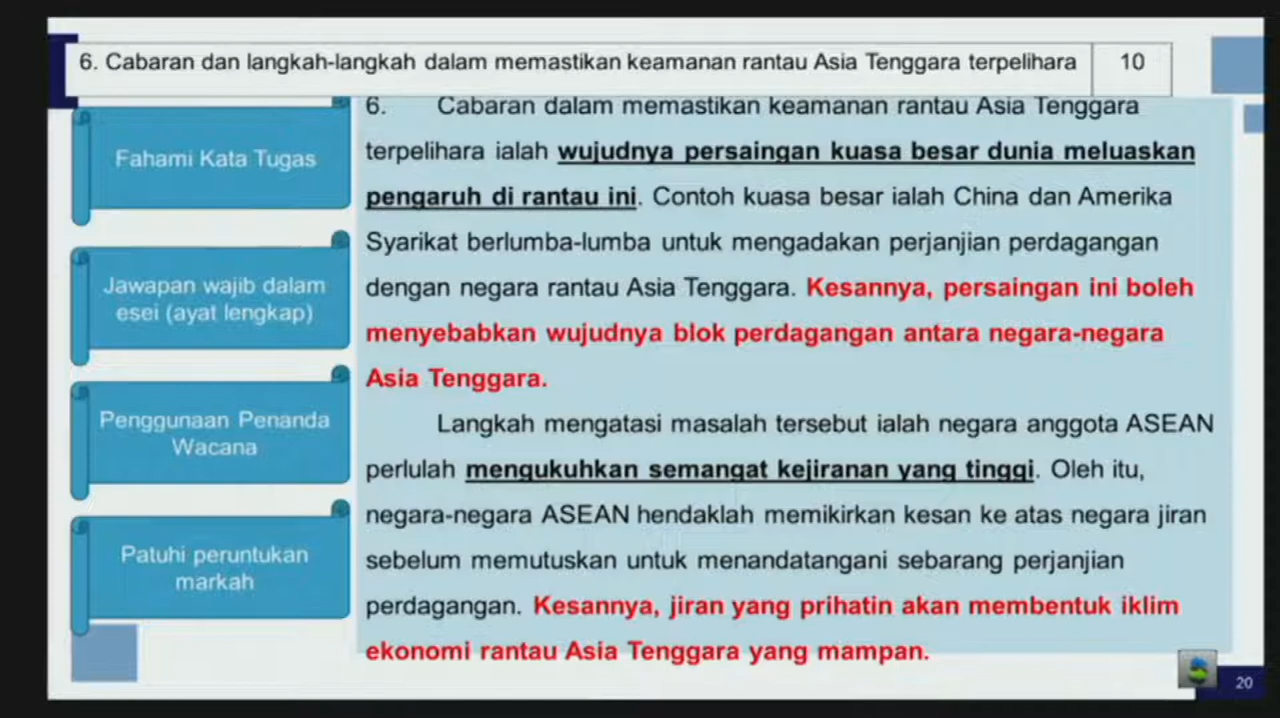 6. Cabaran dan langkah-langkah dalam memastikan keamanan rantau Asia Tenggara terpelihara
10
Fahami Kata Tugas
Jawapan wajib dalam
esei (ayat lengkap)
Penggunaan Penanda
Wacana
Patuhi peruntukan
markah
6. Cabaran dalam memastikan keamanan rantau Asia Tenggara
terpelihara ialah wujudnya persaingan kuasa besar dunia meluaskan
pengaruh di rantau ini. Contoh kuasa besar ialah China dan Amerika
Syarikat berlumba-lumba untuk mengadakan perjanjian perdagangan
dengan negara rantau Asia Tenggara. Kesannya, persaingan ini boleh
menyebabkan wujudnya blok perdagangan antara negara-negara
Asia Tenggara.
Langkah mengatasi masalah tersebut ialah negara anggota ASEAN
perlulah mengukuhkan semangat kejiranan yang tinggi. Oleh itu,
negara-negara ASEAN hendaklah memikirkan kesan ke atas negara jiran
sebelum memutuskan untuk menandatangani sebarang perjanjian
perdagangan. Kesannya, jiran yang prihatin akan membentuk iklim
ekonomi rantau Asia Tenggara yang mampan.
20